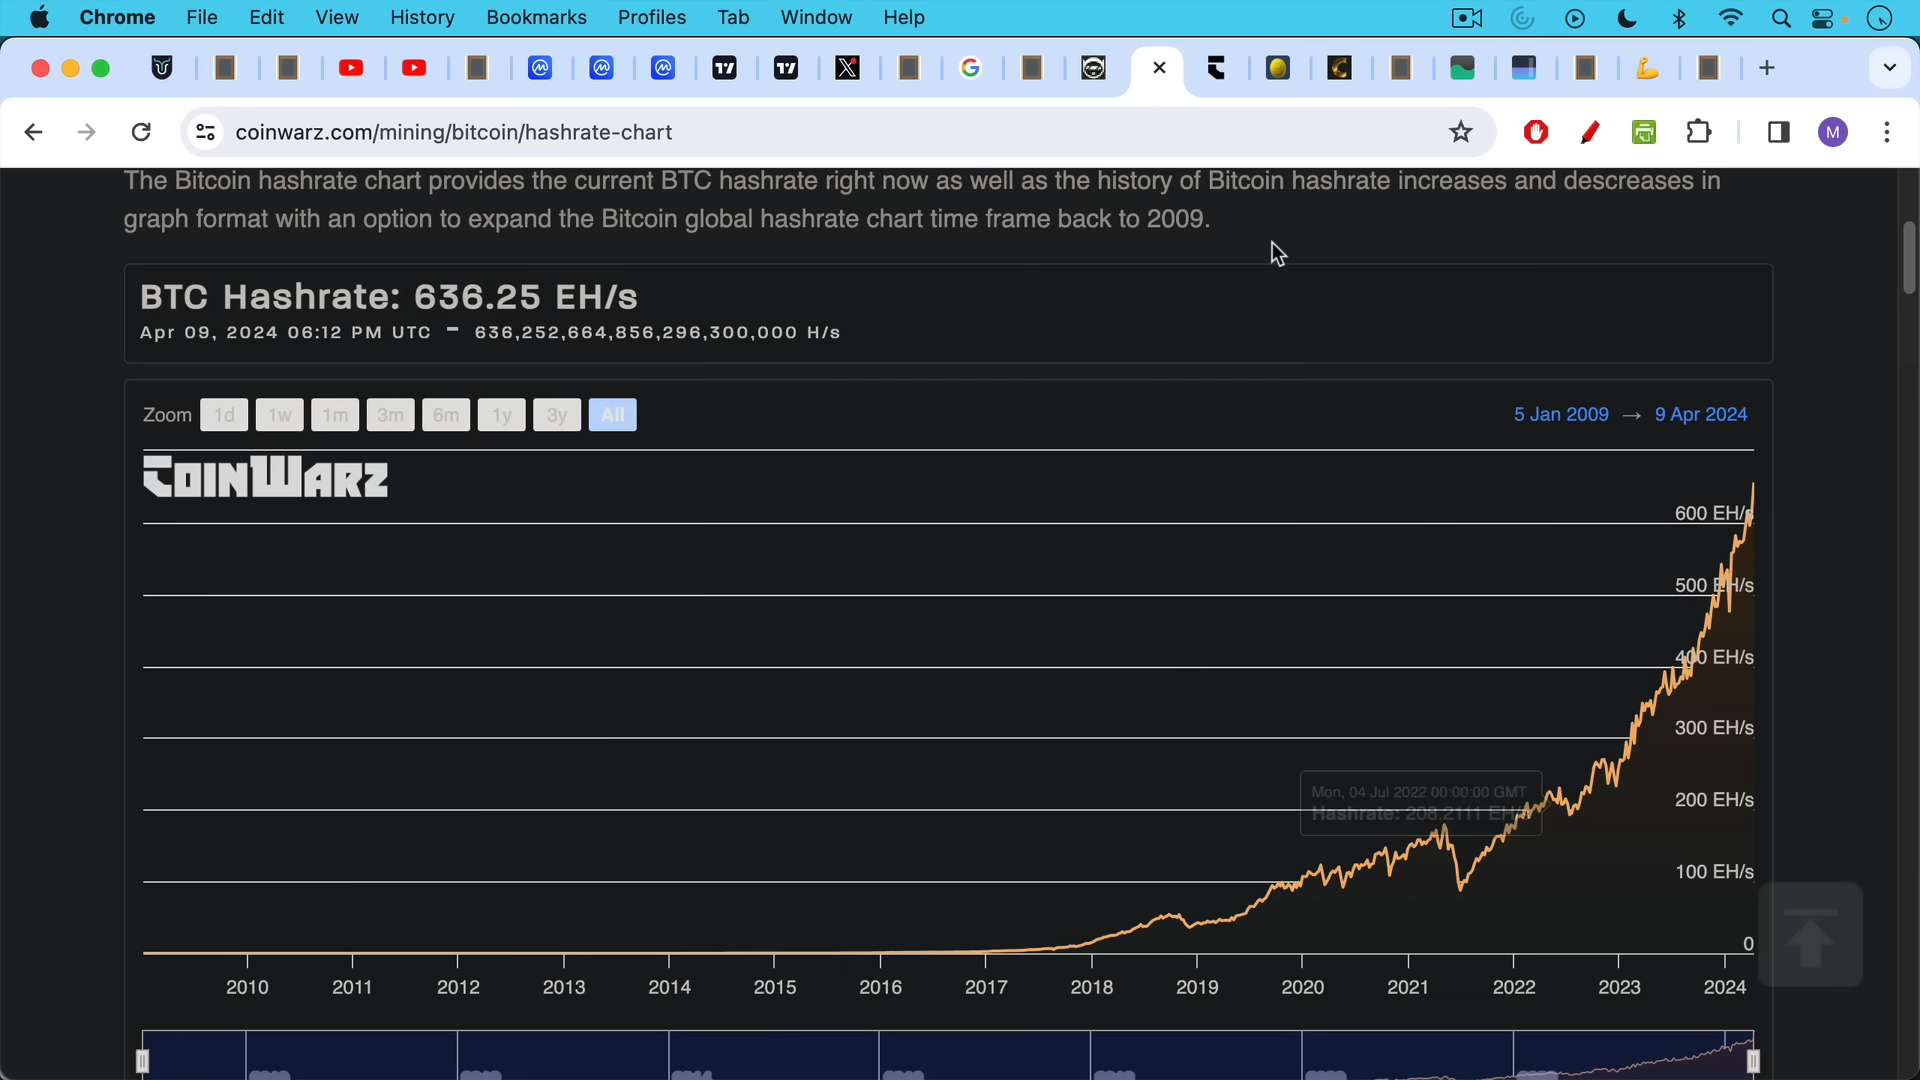 Chrome File Edit View History Bookmarks Profiles Tab Window Help
coinwarz.com/mining/bitcoin/hashrate-chart
M
The Bitcoin hashrate chart provides the current BTC hashrate right now as well as the history of Bitcoin hashrate increases and descreases in
graph format with an option to expand the Bitcoin global hashrate chart time frame back to 2009.
BTC Hashrate: 636.25 EH/s
Apr 09, 2024 06:12 PM UTC - 636,252,664,856,296,300,000 H/s
Zoom 1d 1w 1m 3m 6m 1y 3y All 5 Jan 2009 → 9 Apr 2024
COINWARZ
600 EH/s
500 EH/s
400 EH/s
300 EH/s
Mon, 04 Jul 2022 00:00:00 GMT
Hashrate: 208.2111 EH/s
200 EH/s
100 EH/s
0
2010 2011 2012 2013 2014 2015 2016 2017 2018 2019 2020 2021 2022 2023 2024